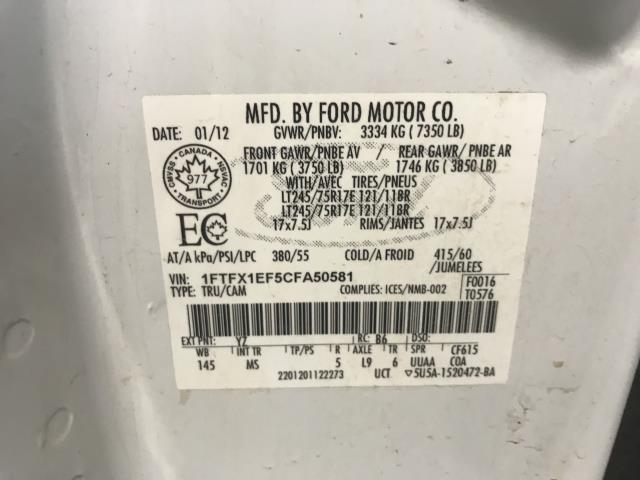 MFD. BY FORD MOTOR CO.
DATE: 01/12 GVWR/PNBV: 3334 KG ( 7350 LB)
FRONT GAWR/PNBE AV REAR GAWR/ PNBE AR
1701 KG ( 3750 LB) 1746 KG ( 3850 LB)
WITH/AVEC TIRES/PNEUS
LT245/75R17E 121/118R
LT245/75R17E 121/118R
17x7.5J RIMS/JANTES 17x7.5J
CANADA
CMVSS NSVAC
977
TRANSPORT
EC
AT/A kPa/PSI/LPC 380/55 COLD/A FROID 415/60
/JUMELEES
VIN: 1FTFX1EF5CFA50581 F0016
TYPE: TRU/CAM COMPLIES: ICES/NMB-002 T0576
EXT PNT: YZ RC: B6 DSO:
WB INT TR TP/PS R AXLE TR SPR CF615
145 MS 5 L9 6 UUAA COA
2201201122273 UCT ▽5U5A-1520472-BA